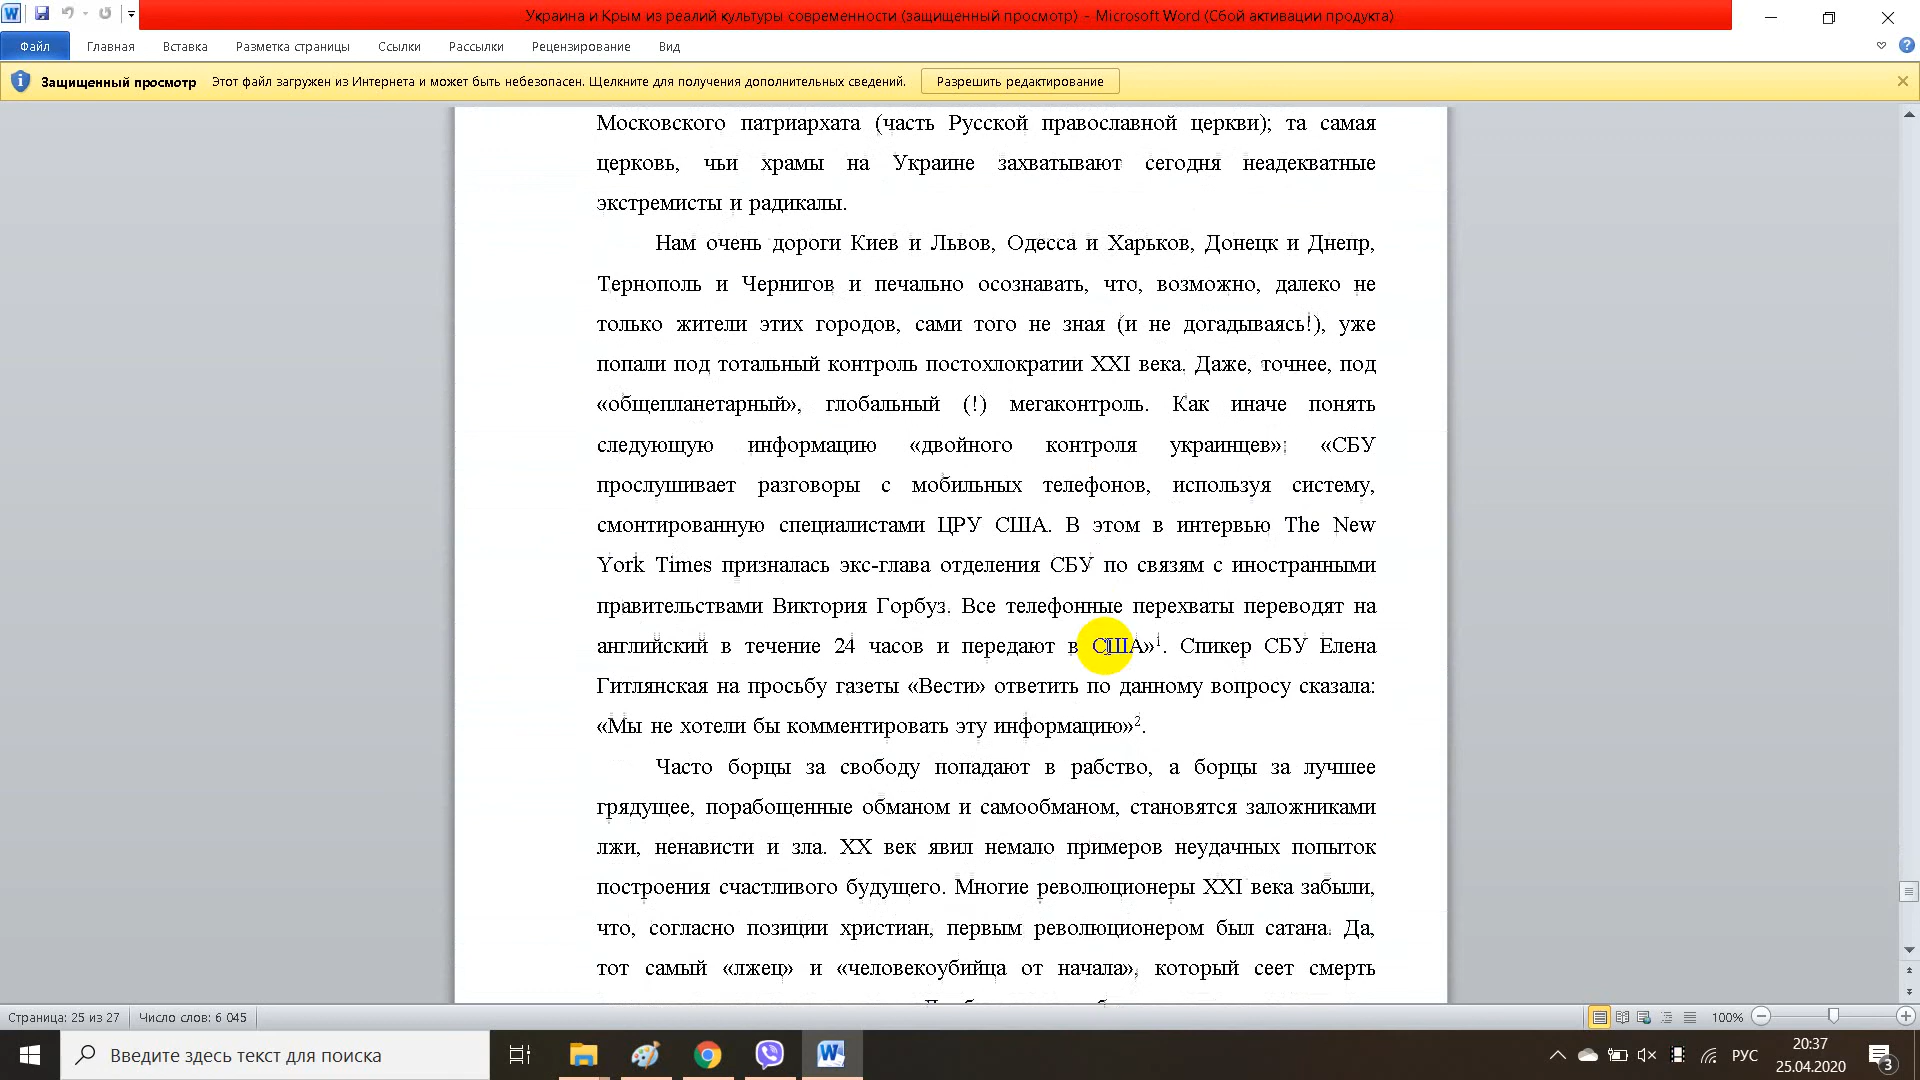 Украина и Крым из реалий культуры современности (защищенный просмотр) - Microsoft Word (Сбой активации продукта)
Файл Главная Вставка Разметка страницы Ссылки Рассылки Рецензирование Вид
Защищенный просмотр Этот файл загружен из Интернета и может быть небезопасен. Щелкните для получения дополнительных сведений. Разрешить редактирование
Московского патриархата (часть Русской православной церкви); та самая
церковь, чьи храмы на Украине захватывают сегодня неадекватные
экстремисты и радикалы.
Нам очень дороги Киев и Львов, Одесса и Харьков, Донецк и Днепр,
Тернополь и Чернигов и печально осознавать, что, возможно, далеко не
только жители этих городов, сами того не зная (и не догадываясь!), уже
попали под тотальный контроль постохлократии XXI века. Даже, точнее, под
«общепланетарный», глобальный (!) мегаконтроль. Как иначе понять
следующую информацию «двойного контроля украинцев»: «СБУ
прослушивает разговоры с мобильных телефонов, используя систему,
смонтированную специалистами ЦРУ США. В этом в интервью The New
York Times призналась экс-глава отделения СБУ по связям с иностранными
правительствами Виктория Горбуз. Все телефонные перехваты переводят на
английский в течение 24 часов и передают в США»1. Спикер СБУ Елена
Гитлянская на просьбу газеты «Вести» ответить по данному вопросу сказала:
«Мы не хотели бы комментировать эту информацию»2.
Часто борцы за свободу попадают в рабство, а борцы за лучшее
грядущее, порабощенные обманом и самообманом, становятся заложниками
лжи, ненависти и зла. XX век явил немало примеров неудачных попыток
построения счастливого будущего. Многие революционеры XXI века забыли,
что, согласно позиции христиан, первым революционером был сатана. Да,
тот самый «лжец» и «человекоубийца от начала», который сеет смерть
Страница: 25 из 27 Число слов: 6 045 100%
Введите здесь текст для поиска РУС 20:37
25.04.2020 3